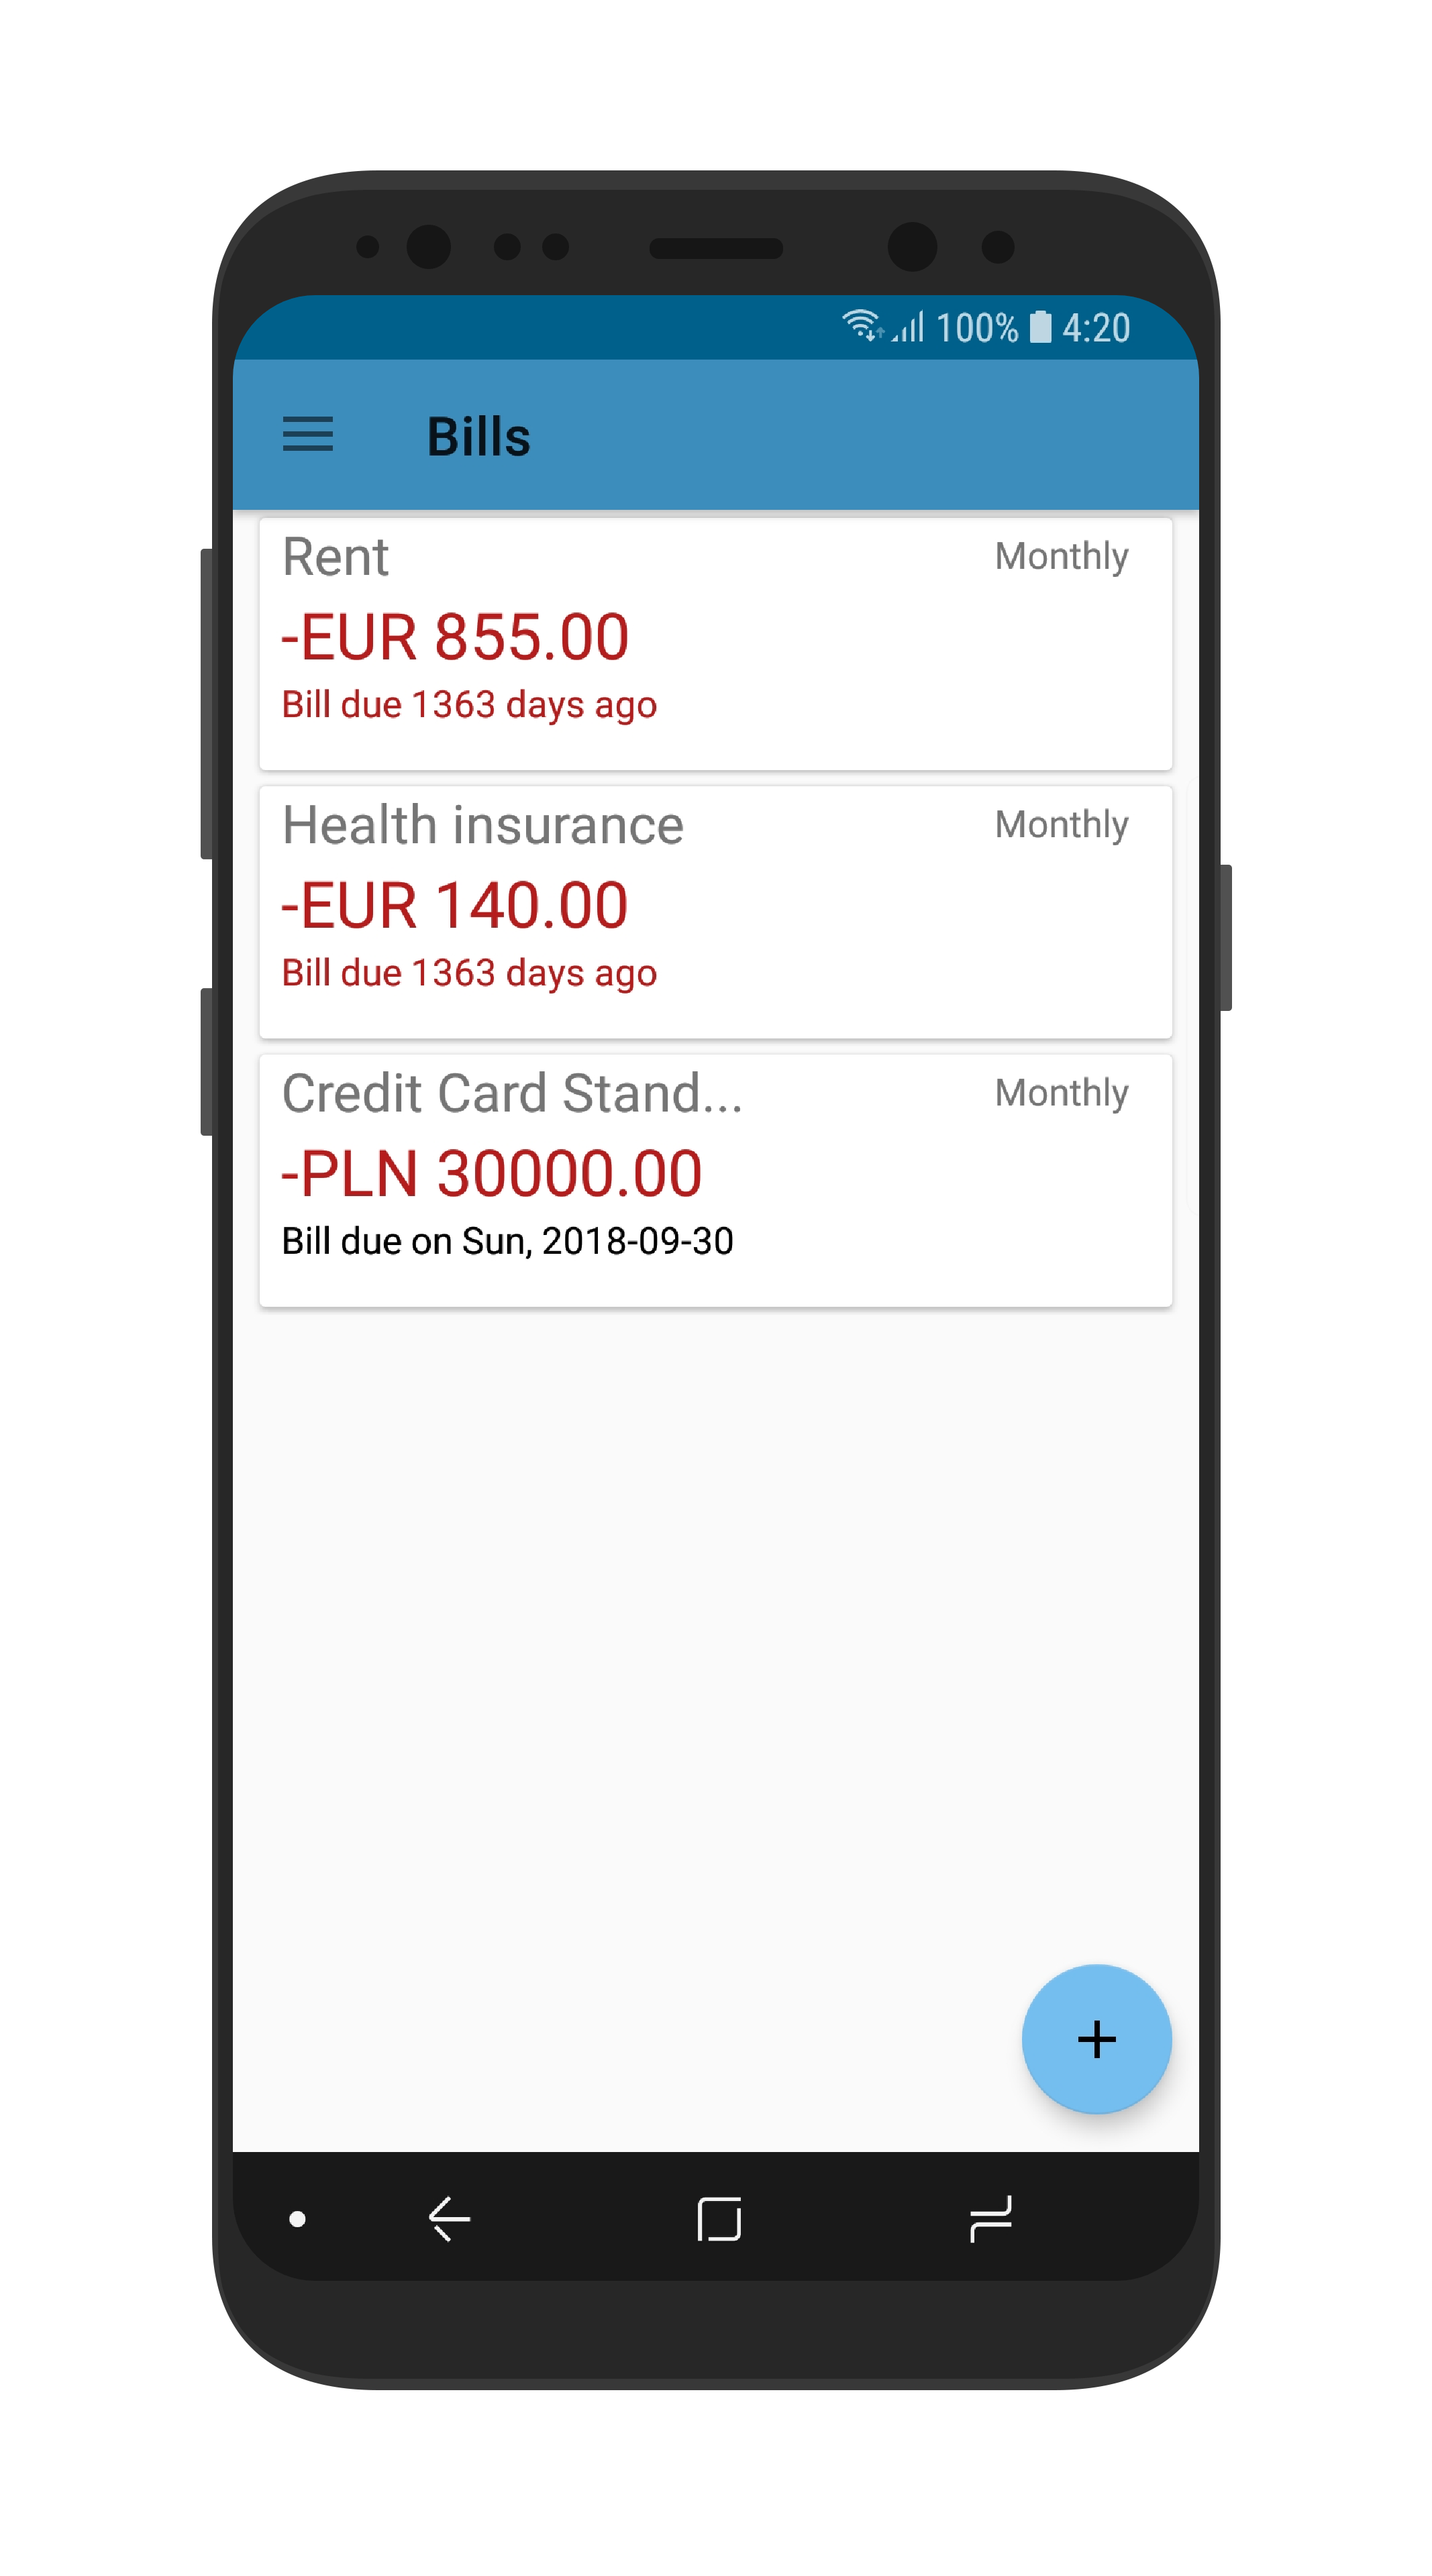 100% 4:20
Bills
Rent Monthly
-EUR 855.00
Bill due 1363 days ago
Health insurance Monthly
-EUR 140.00
Bill due 1363 days ago
Credit Card Stand... Monthly
-PLN 30000.00
Bill due on Sun, 2018-09-30